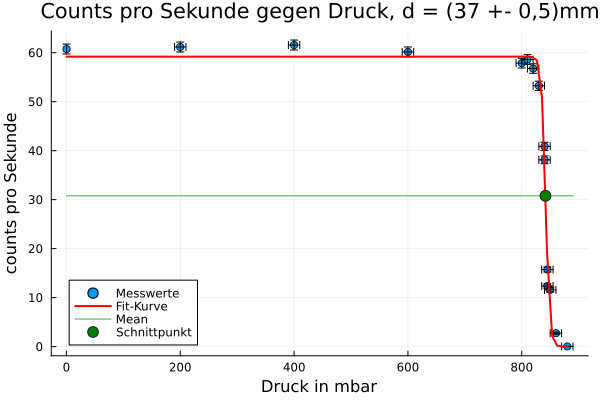 Counts pro Sekunde gegen Druck, d = (37 +- 0,5)mm
counts pro Sekunde
60
50
40
30
20
10
0
Messwerte
Fit-Kurve
Mean
Schnittpunkt
0 200 400 600 800
Druck in mbar